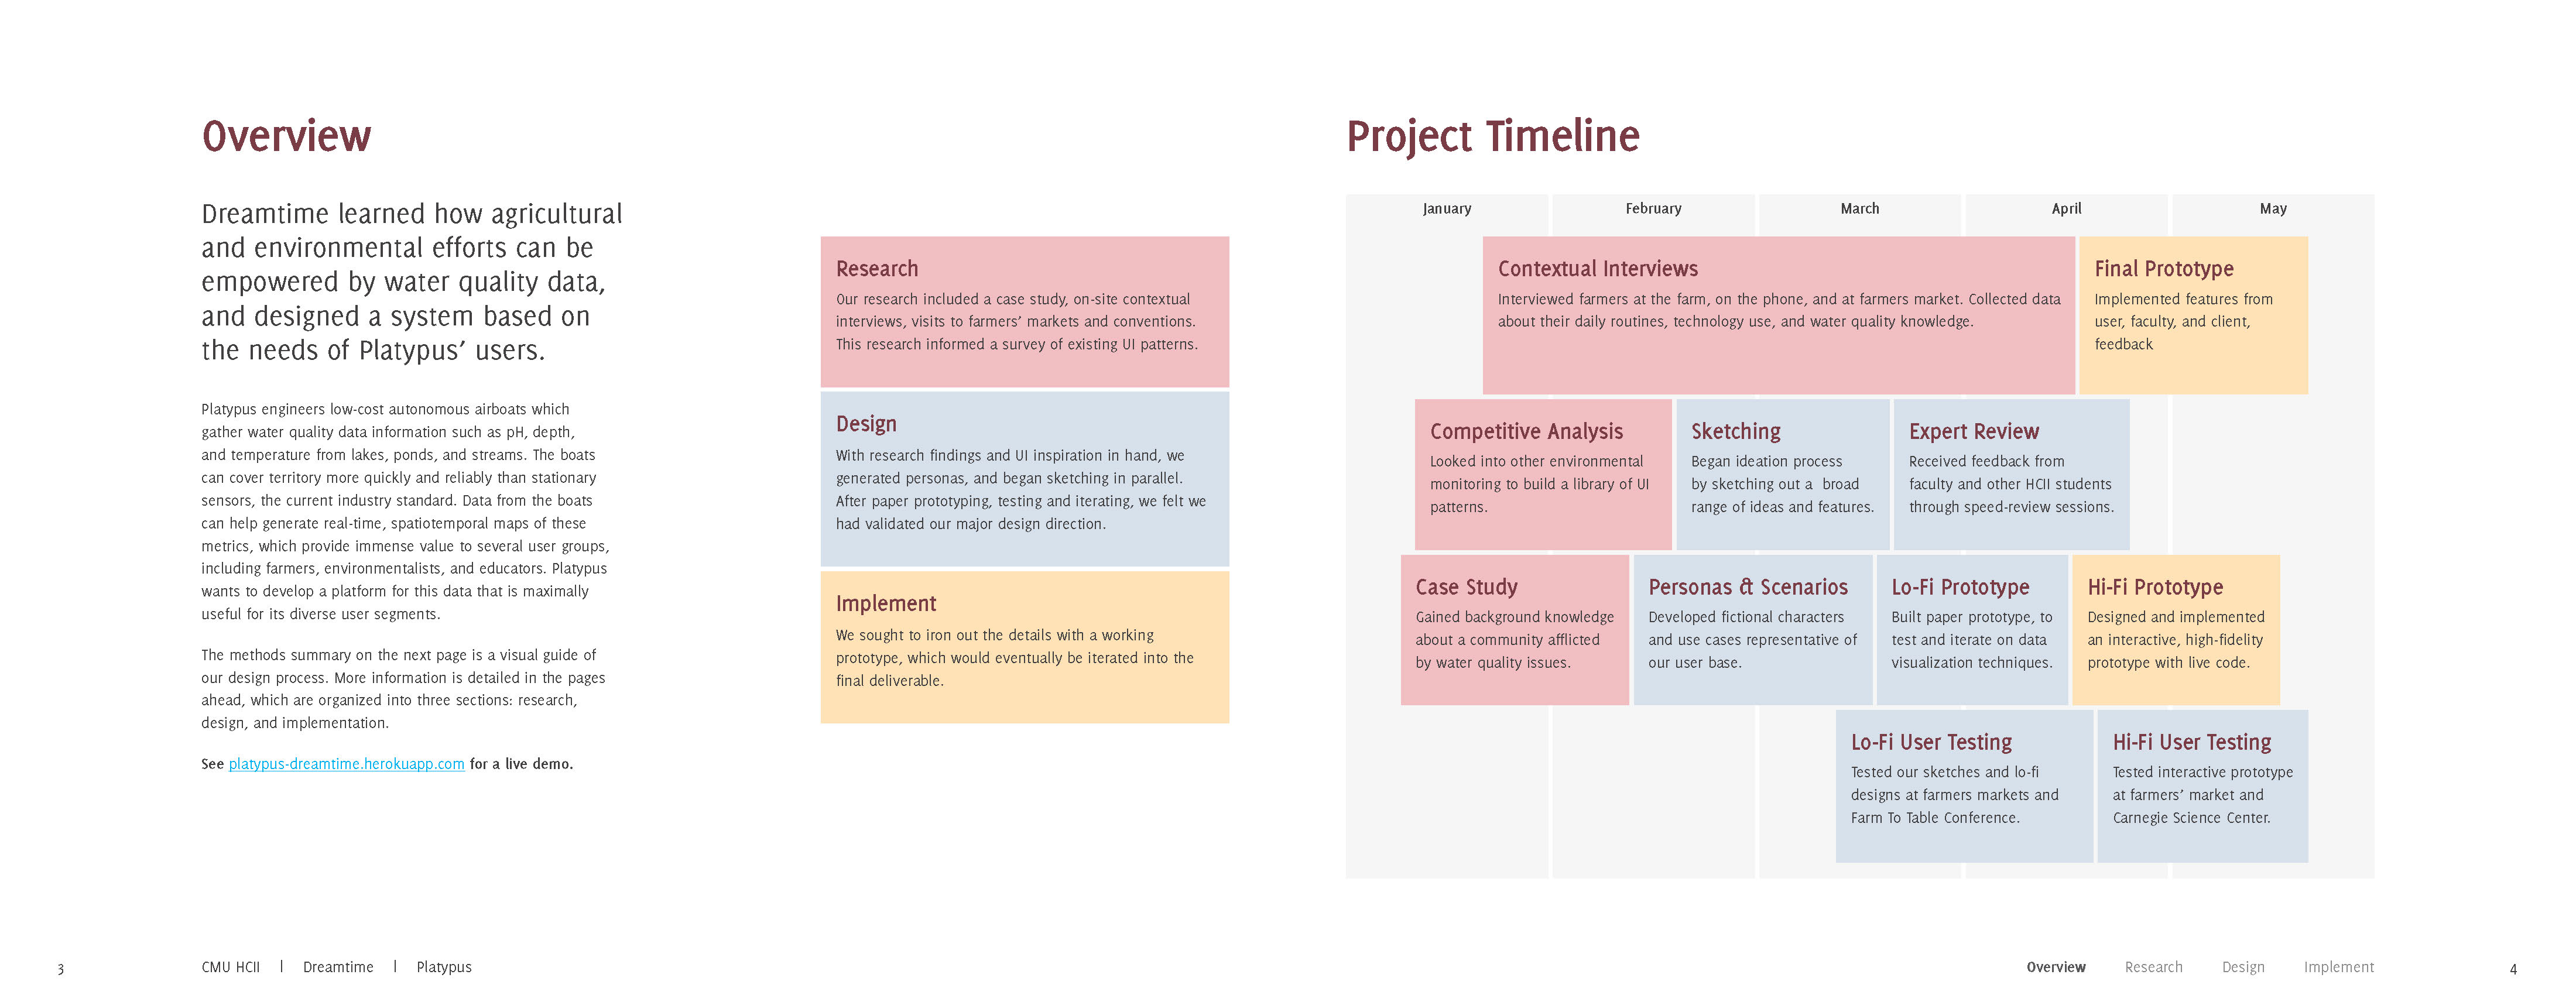 Overview
Dreamtime learned how agricultural
and environmental efforts can be
empowered by water quality data,
and designed a system based on
the needs of Platypus’ users.
Platypus engineers low-cost autonomous airboats which
gather water quality data information such as pH, depth,
and temperature from lakes, ponds, and streams. The boats
can cover territory more quickly and reliably than stationary
sensors, the current industry standard. Data from the boats
can help generate real-time, spatiotemporal maps of these
metrics, which provide immense value to several user groups,
including farmers, environmentalists, and educators. Platypus
wants to develop a platform for this data that is maximally
useful for its diverse user segments.
The methods summary on the next page is a visual guide of
our design process. More information is detailed in the pages
ahead, which are organized into three sections: research,
design, and implementation.
See platypus-dreamtime.herokuapp.com for a live demo.
Research
Our research included a case study, on-site contextual
interviews, visits to farmers’ markets and conventions.
This research informed a survey of existing UI patterns.
Design
With research findings and UI inspiration in hand, we
generated personas, and began sketching in parallel.
After paper prototyping, testing and iterating, we felt we
had validated our major design direction.
Implement
We sought to iron out the details with a working
prototype, which would eventually be iterated into the
final deliverable.
3
CMU HCII | Dreamtime | Platypus
Project Timeline
January February March April May
Contextual Interviews
Interviewed farmers at the farm, on the phone, and at farmers market. Collected data
about their daily routines, technology use, and water quality knowledge.
Final Prototype
Implemented features from
user, faculty, and client,
feedback
Competitive Analysis
Looked into other environmental
monitoring to build a library of UI
patterns.
Sketching
Began ideation process
by sketching out a broad
range of ideas and features.
Expert Review
Received feedback from
faculty and other HCII students
through speed-review sessions.
Case Study
Gained background knowledge
about a community afflicted
by water quality issues.
Personas & Scenarios
Developed fictional characters
and use cases representative of
our user base.
Lo-Fi Prototype
Built paper prototype, to
test and iterate on data
visualization techniques.
Hi-Fi Prototype
Designed and implemented
an interactive, high-fidelity
prototype with live code.
Lo-Fi User Testing
Tested our sketches and lo-fi
designs at farmers markets and
Farm To Table Conference.
Hi-Fi User Testing
Tested interactive prototype
at farmers’ market and
Carnegie Science Center.
Overview Research Design Implement
4